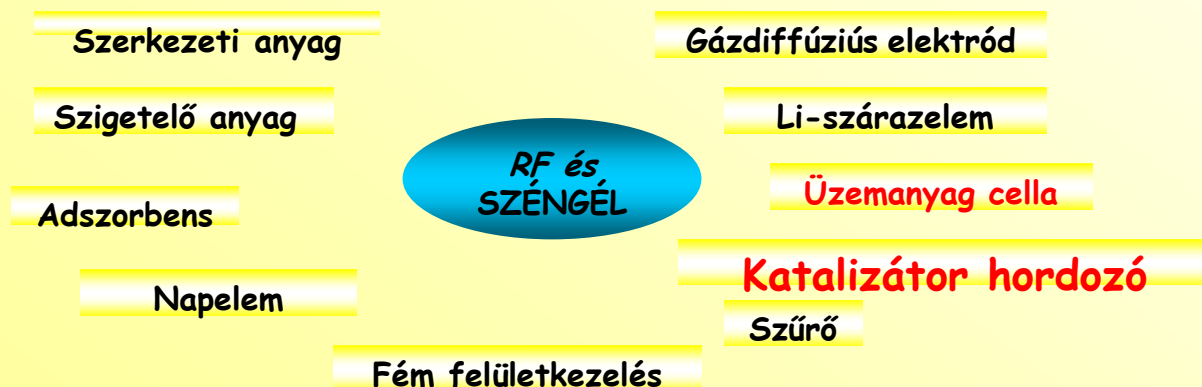 Szerkezeti anyag
Gázdiffúziús elektród
Szigetelő anyag
Li-szárazelem
RF és
SZÉNGÉL
Üzemanyag cella
Adszorbens
Katalizátor hordozó
Napelem
Szűrő
Fém felületkezelés